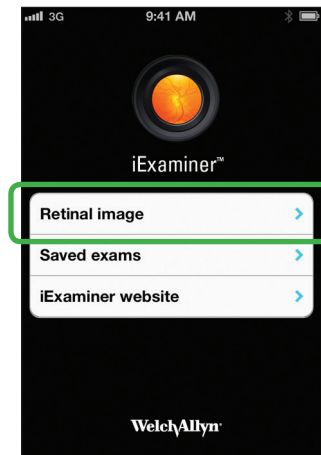 3G 9:41 AM
iExaminer™
Retinal image
Saved exams
iExaminer website
WelchAllyn®